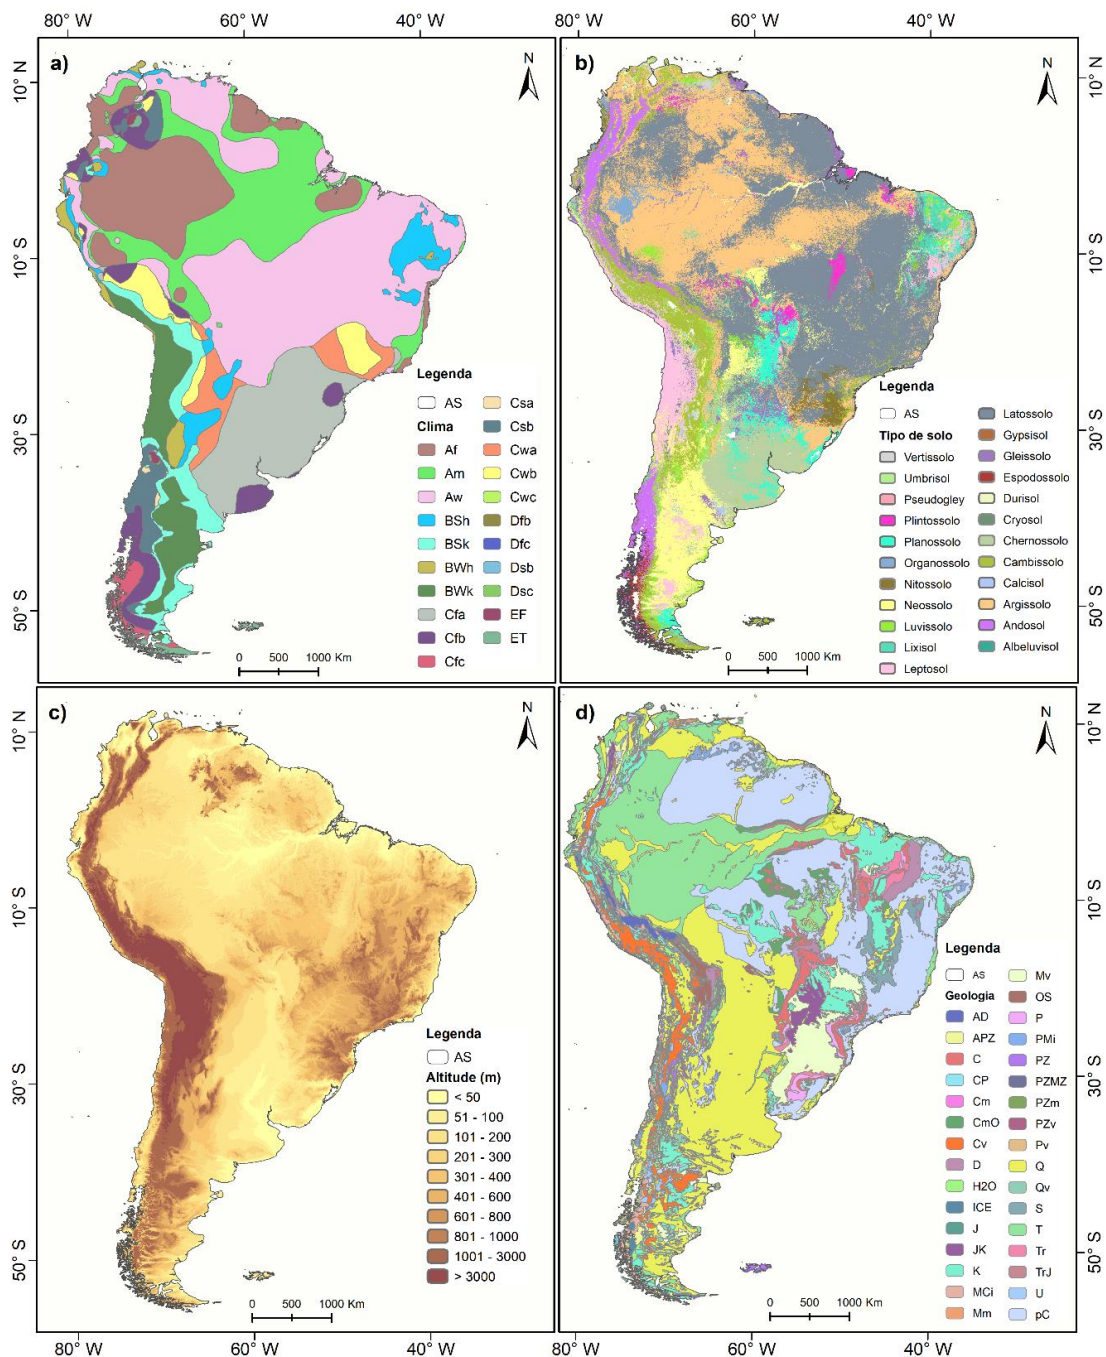 80° W
60° W
40° W
a)
N
10° N
10° S
30° S
50° S
Legenda
AS
Clima
Af
Am
Aw
BSh
BSk
BWh
BWk
Cfa
Cfb
Cfc
Csa
Csb
Cwa
Cwb
Cwc
Dfb
Dfc
Dsb
Dsc
EF
ET
0 500 1000 Km
60° W
40° W
b)
N
10° N
10° S
30° S
50° S
Legenda
AS
Tipo de solo
Vertissolo
Umbrisol
Pseudogley
Plintossolo
Planossolo
Organossolo
Nitossolo
Neossolo
Luvissolo
Lixisol
Leptosol
Latossolo
Gypsisol
Gleissolo
Espodossolo
Durisol
Cryosol
Chernossolo
Cambissolo
Calcisol
Argissolo
Andosol
Albeluvisol
0 500 1000 Km
c)
N
10° N
10° S
30° S
50° S
Legenda
AS
Altitude (m)
< 50
51 - 100
101 - 200
201 - 300
301 - 400
401 - 600
601 - 800
801 - 1000
1001 - 3000
> 3000
0 500 1000 Km
80° W
60° W
40° W
d)
N
10° N
10° S
30° S
50° S
Legenda
AS
Geologia
AD
APZ
C
CP
Cm
CmO
Cv
D
H2O
ICE
J
JK
K
MCi
Mm
Mv
OS
P
PMi
PZ
PZMZ
PZm
PZv
Pv
Q
Qv
S
T
Tr
TrJ
U
pC
0 500 1000 Km
80° W
60° W
40° W